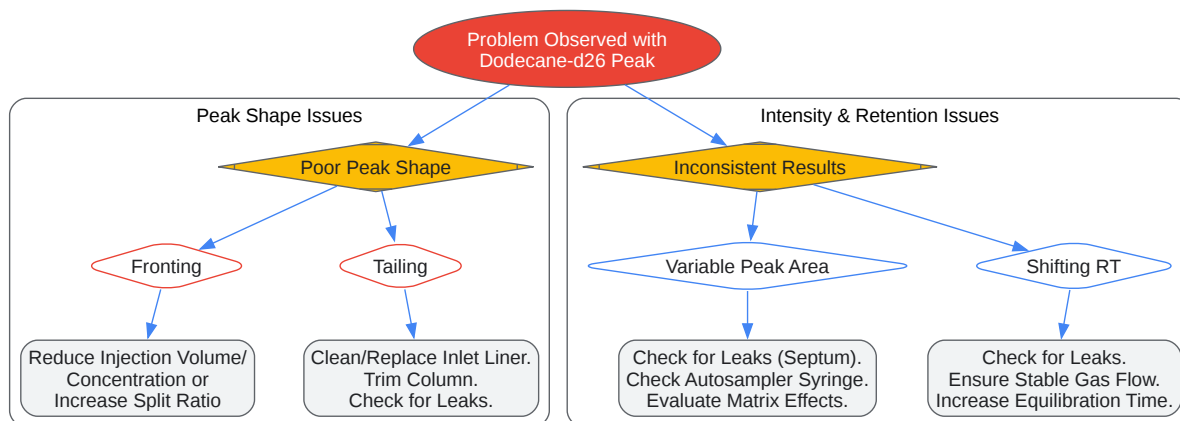 Problem Observed with
Dodecane-d26 Peak
Peak Shape Issues
Intensity & Retention Issues
Poor Peak Shape
Inconsistent Results
Fronting
Tailing
Variable Peak Area
Shifting RT
Reduce Injection Volume/
Concentration or
Increase Split Ratio
Clean/Replace Inlet Liner.
Trim Column.
Check for Leaks.
Check for Leaks (Septum).
Check Autosampler Syringe.
Evaluate Matrix Effects.
Check for Leaks.
Ensure Stable Gas Flow.
Increase Equilibration Time.